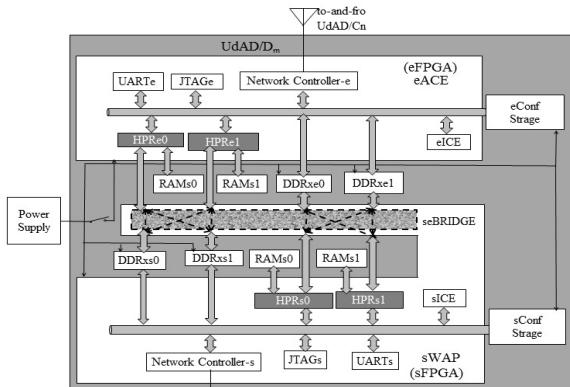 to-and-fro
UdAD/Cn
UdAD/Dm
(eFPGA)
eACE
UARTe
JTAGe
Network Controller-e
eConf
Strage
HPRe0
HPRe1
eICE
RAMs0
RAMs1
DDRxe0
DDRxe1
Power
Supply
seBRIDGE
DDRxs0
DDRxs1
RAMs0
RAMs1
HPRs0
HPRs1
sICE
sConf
Strage
Network Controller-s
JTAGs
UARTs
sWAP
(sFPGA)